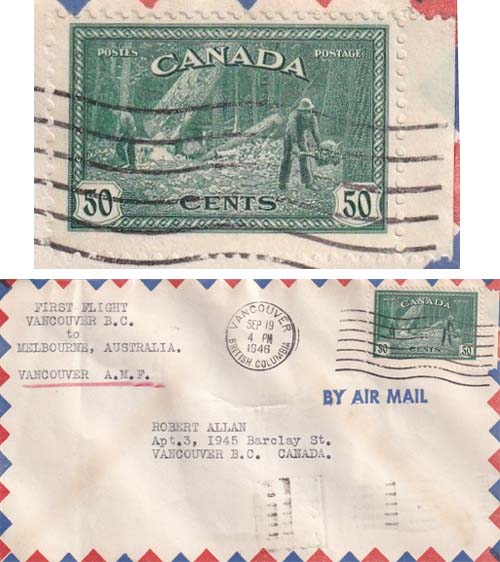 POSTES POSTAGE
CANADA
50 CENTS 50
FIRST FLIGHT
VANCOUVER B.C.
to
MELBOURNE, AUSTRALIA.
VANCOUVER A.M.F.
VANCOUVER
SEP 19
4 PM
1946
BRITISH COLUMBIA
CANADA
50 CENTS 50
BY AIR MAIL
ROBERT ALLAN
Apt.3, 1945 Barclay St.
VANCOUVER B.C. CANADA.